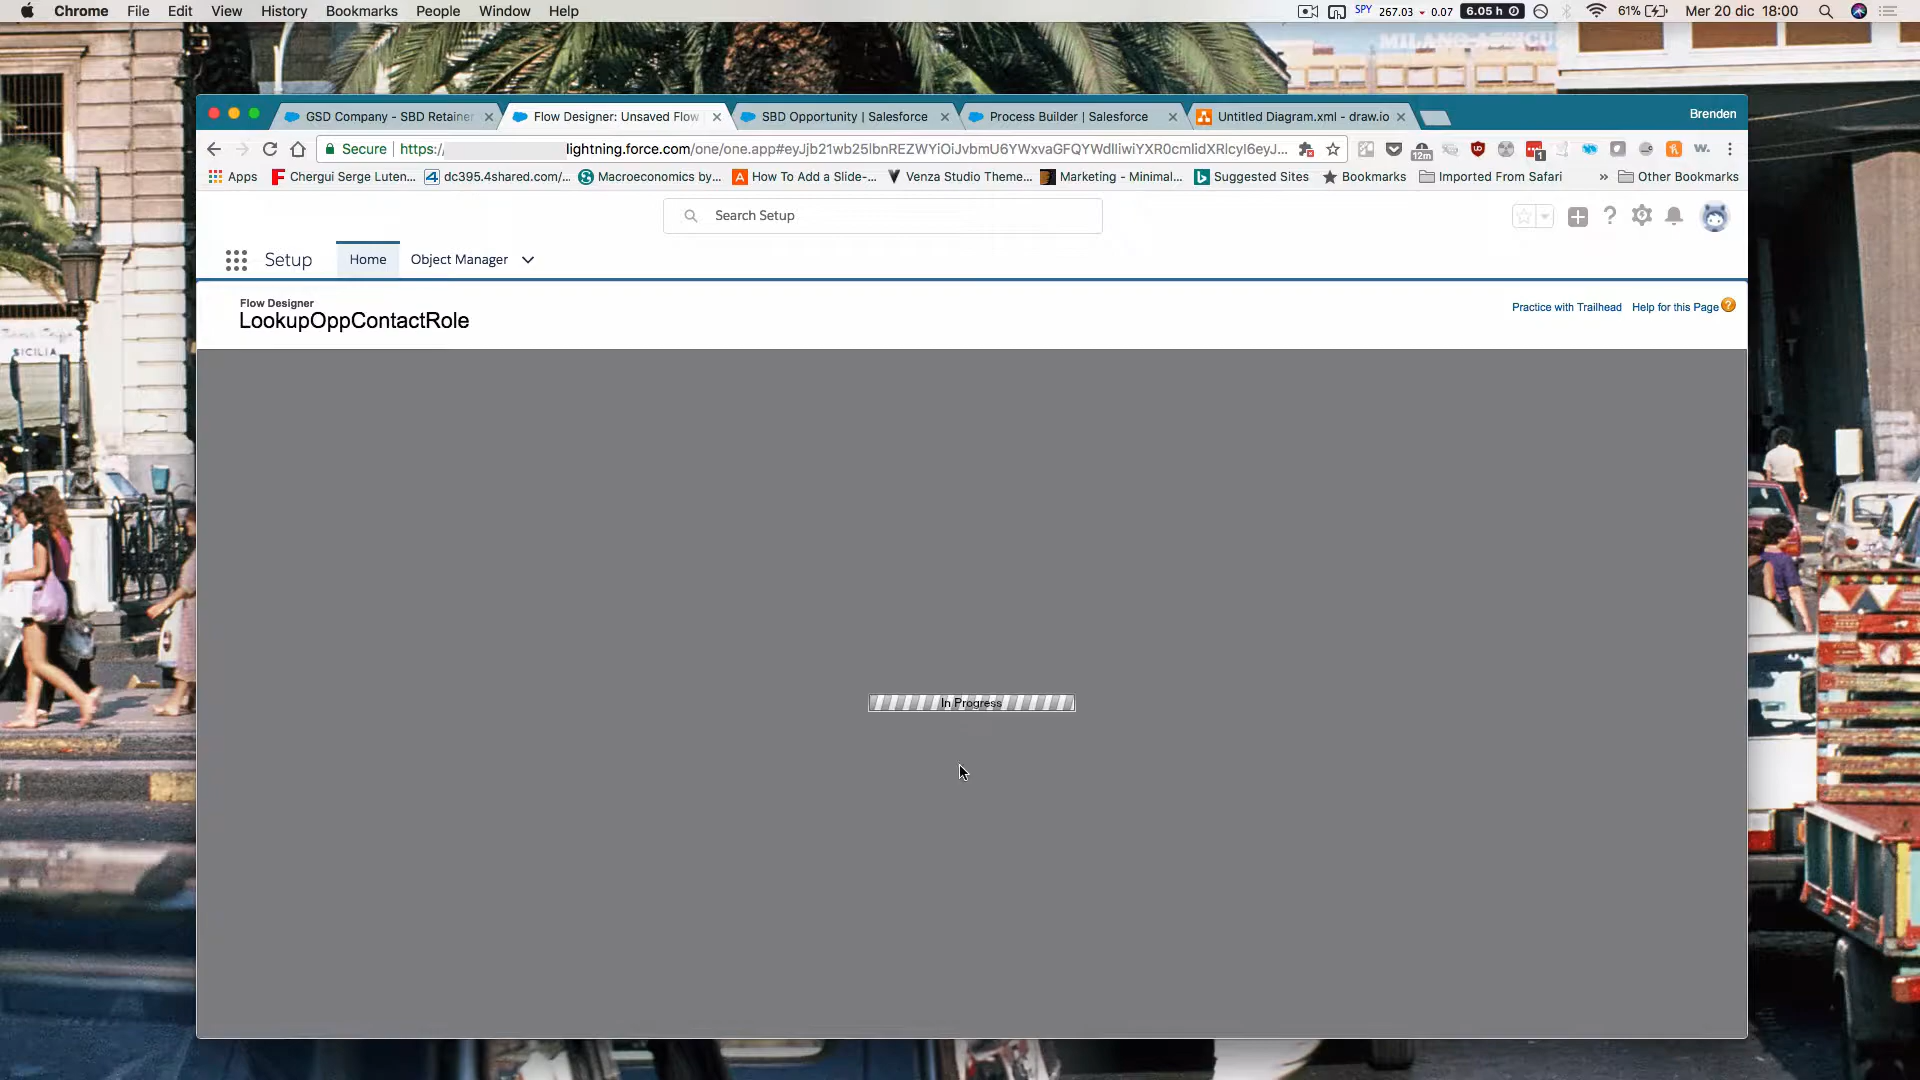 Chrome File Edit View History Bookmarks People Window Help SPY 267.03 0.07 6.05 h 61% Mer 20 dic 18:00
MILANO
SICILIA
GSD Company - SBD Retainer Flow Designer: Unsaved Flow SBD Opportunity | Salesforce Process Builder | Salesforce Untitled Diagram.xml - draw.io Brenden
Secure https:// lightning.force.com/one/one.app#eyJjb21wb25lbnREZWYiOiJvbmU6YWxvaGFQYWdlIiwiYXR0cmlidXRlcyI6eyJ... 12m 1
Apps Chergui Serge Luten... dc395.4shared.com/... Macroeconomics by... How To Add a Slide-... Venza Studio Theme... Marketing - Minimal... Suggested Sites Bookmarks Imported From Safari » Other Bookmarks
Search Setup
Setup Home Object Manager
Flow Designer
LookupOppContactRole
Practice with Trailhead Help for this Page ?
In Progress